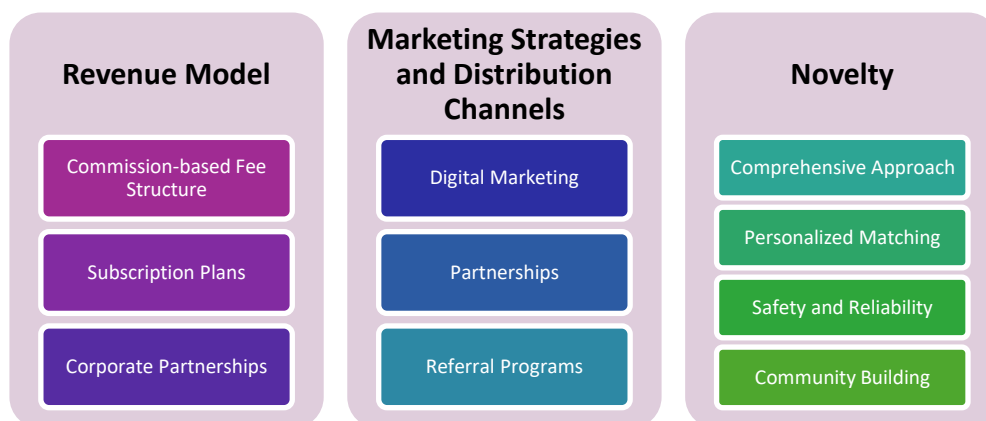 Revenue Model
Commission-based Fee
Structure
Subscription Plans
Corporate Partnerships
Marketing Strategies
and Distribution
Channels
Digital Marketing
Partnerships
Referral Programs
Novelty
Comprehensive Approach
Personalized Matching
Safety and Reliability
Community Building